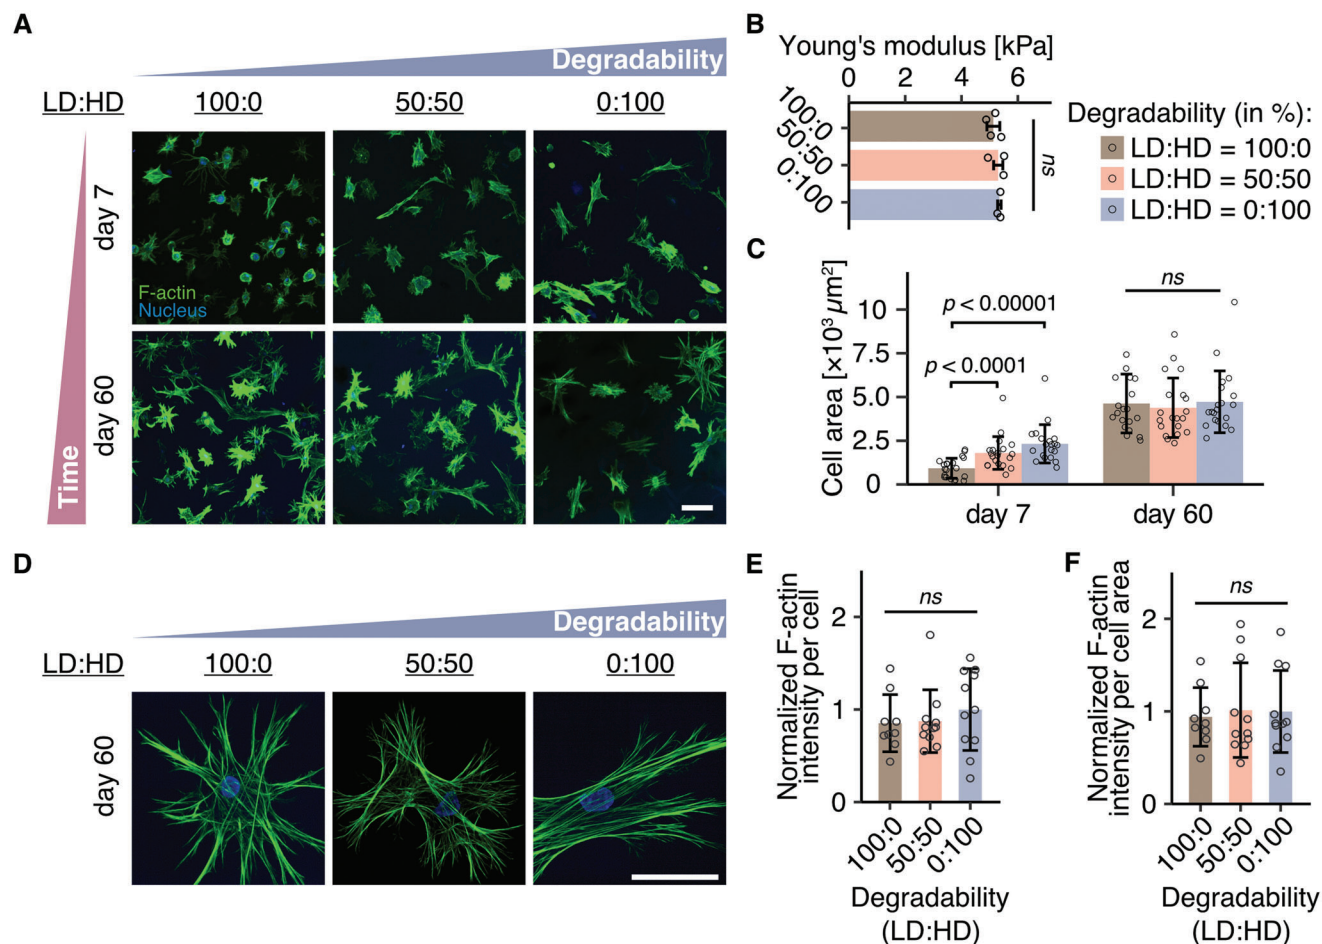 A
Degradability
LD:HD 100:0 50:50 0:100
day 7
F-actin
Nucleus
day 60
Time
B
Young's modulus [kPa]
0 2 4 6
100:0
50:50
0:100
ns
Degradability (in %):
LD:HD = 100:0
LD:HD = 50:50
LD:HD = 0:100
C
Cell area [×10³ µm²]
10
7.5
5.0
2.5
0
p < 0.00001
p < 0.0001
ns
day 7 day 60
D
Degradability
LD:HD 100:0 50:50 0:100
day 60
E
Normalized F-actin
intensity per cell
2
1
0
ns
100:0 50:50 0:100
Degradability
(LD:HD)
F
Normalized F-actin
intensity per cell area
2
1
0
ns
100:0 50:50 0:100
Degradability
(LD:HD)